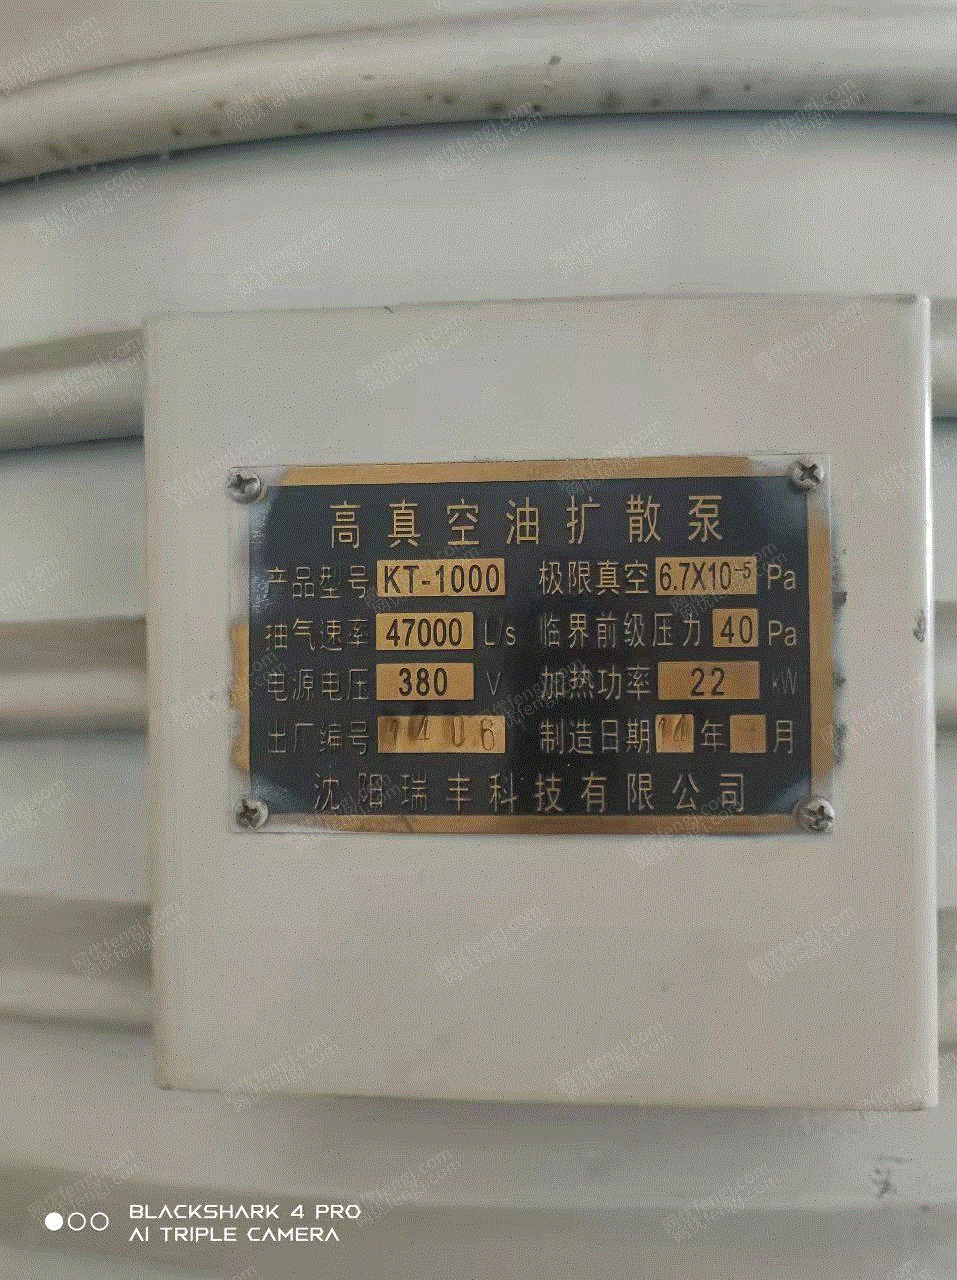 高真空油扩散泵
产品型号 KT-1000 极限真空 6.7X10⁻⁵ Pa
抽气速率 47000 L/s 临界前级压力 40 Pa
电源电压 380 V 加热功率 22 kW
出厂编号 1406 制造日期 14 年 月
沈阳瑞丰科技有限公司
BLACKSHARK 4 PRO
AI TRIPLE CAMERA